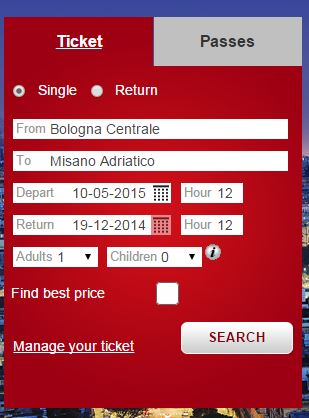 Ticket Passes
Single Return
From Bologna Centrale
To Misano Adriatico
Depart 10-05-2015 Hour 12
Return 19-12-2014 Hour 12
Adults 1 Children 0 i
Find best price
Manage your ticket SEARCH